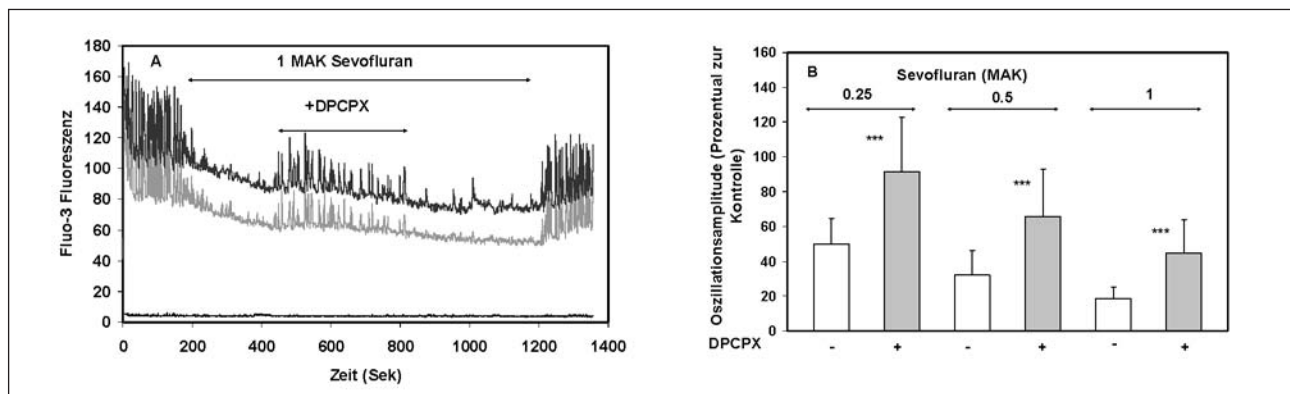 A
1 MAK Sevofluran
+DPCPX
Fluo-3 Fluoreszenz
180
160
140
120
100
80
60
40
20
0
0 200 400 600 800 1000 1200 1400
Zeit (Sek)
B
Sevofluran (MAK)
0.25 0.5 1
***
***
***
Oszillationsamplitude (Prozentual zur
Kontrolle)
160
140
120
100
80
60
40
20
0
DPCPX - + - + - +